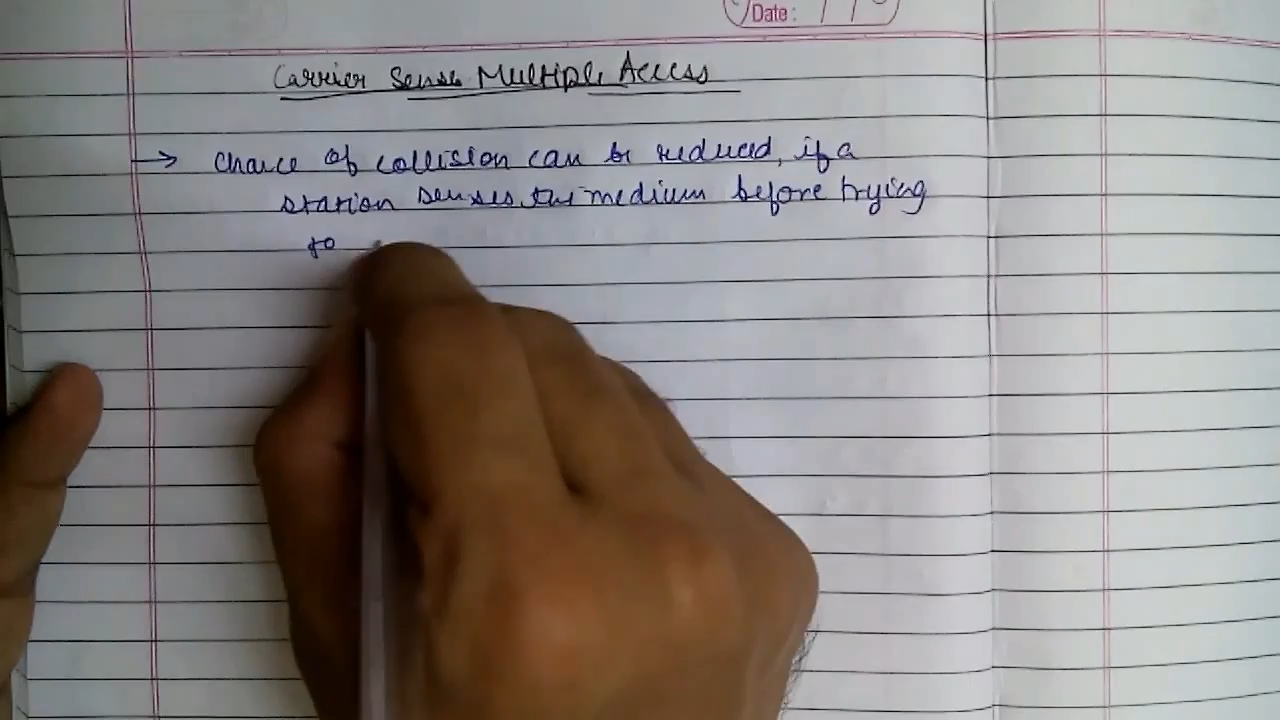 Date : / /
Carrier Sense Multiple Access
→ Chance of collision can be reduced, if a
station senses the medium before trying
to